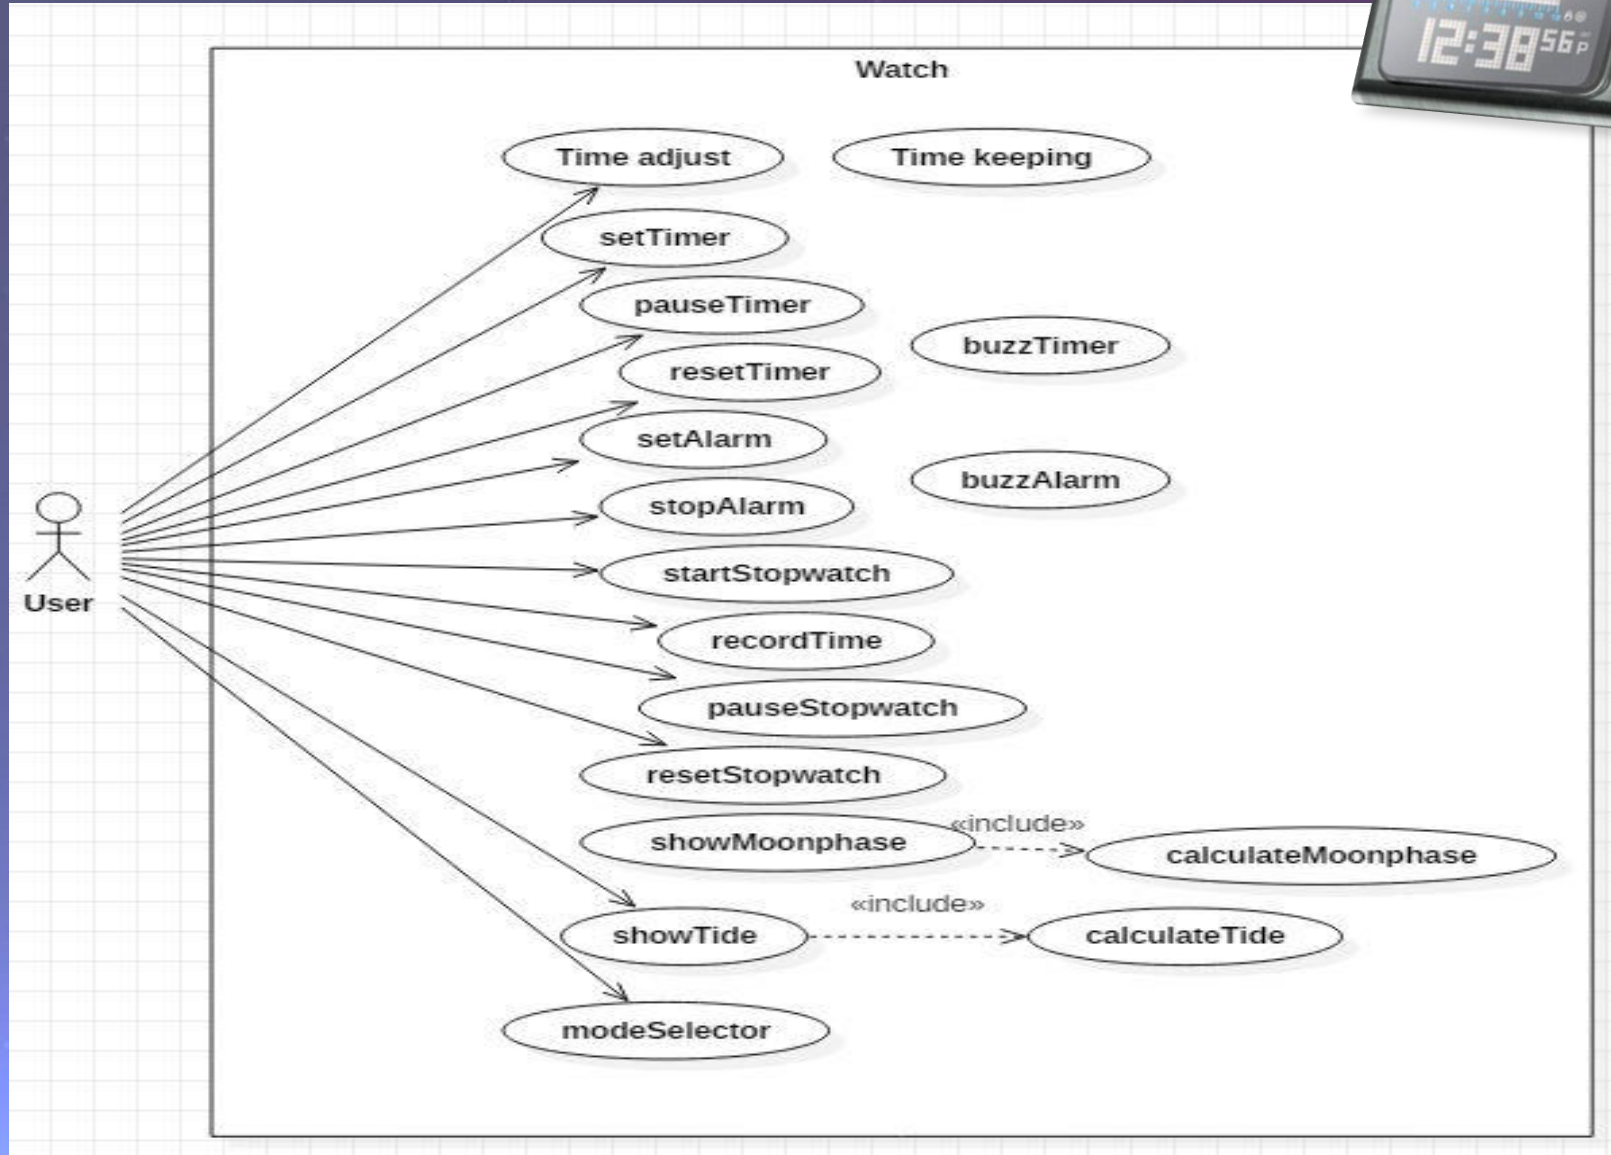 12:38 56 P
Watch
Time adjust
Time keeping
setTimer
pauseTimer
buzzTimer
resetTimer
setAlarm
buzzAlarm
stopAlarm
startStopwatch
User
recordTime
pauseStopwatch
resetStopwatch
«include»
showMoonphase
calculateMoonphase
«include»
showTide
calculateTide
modeSelector